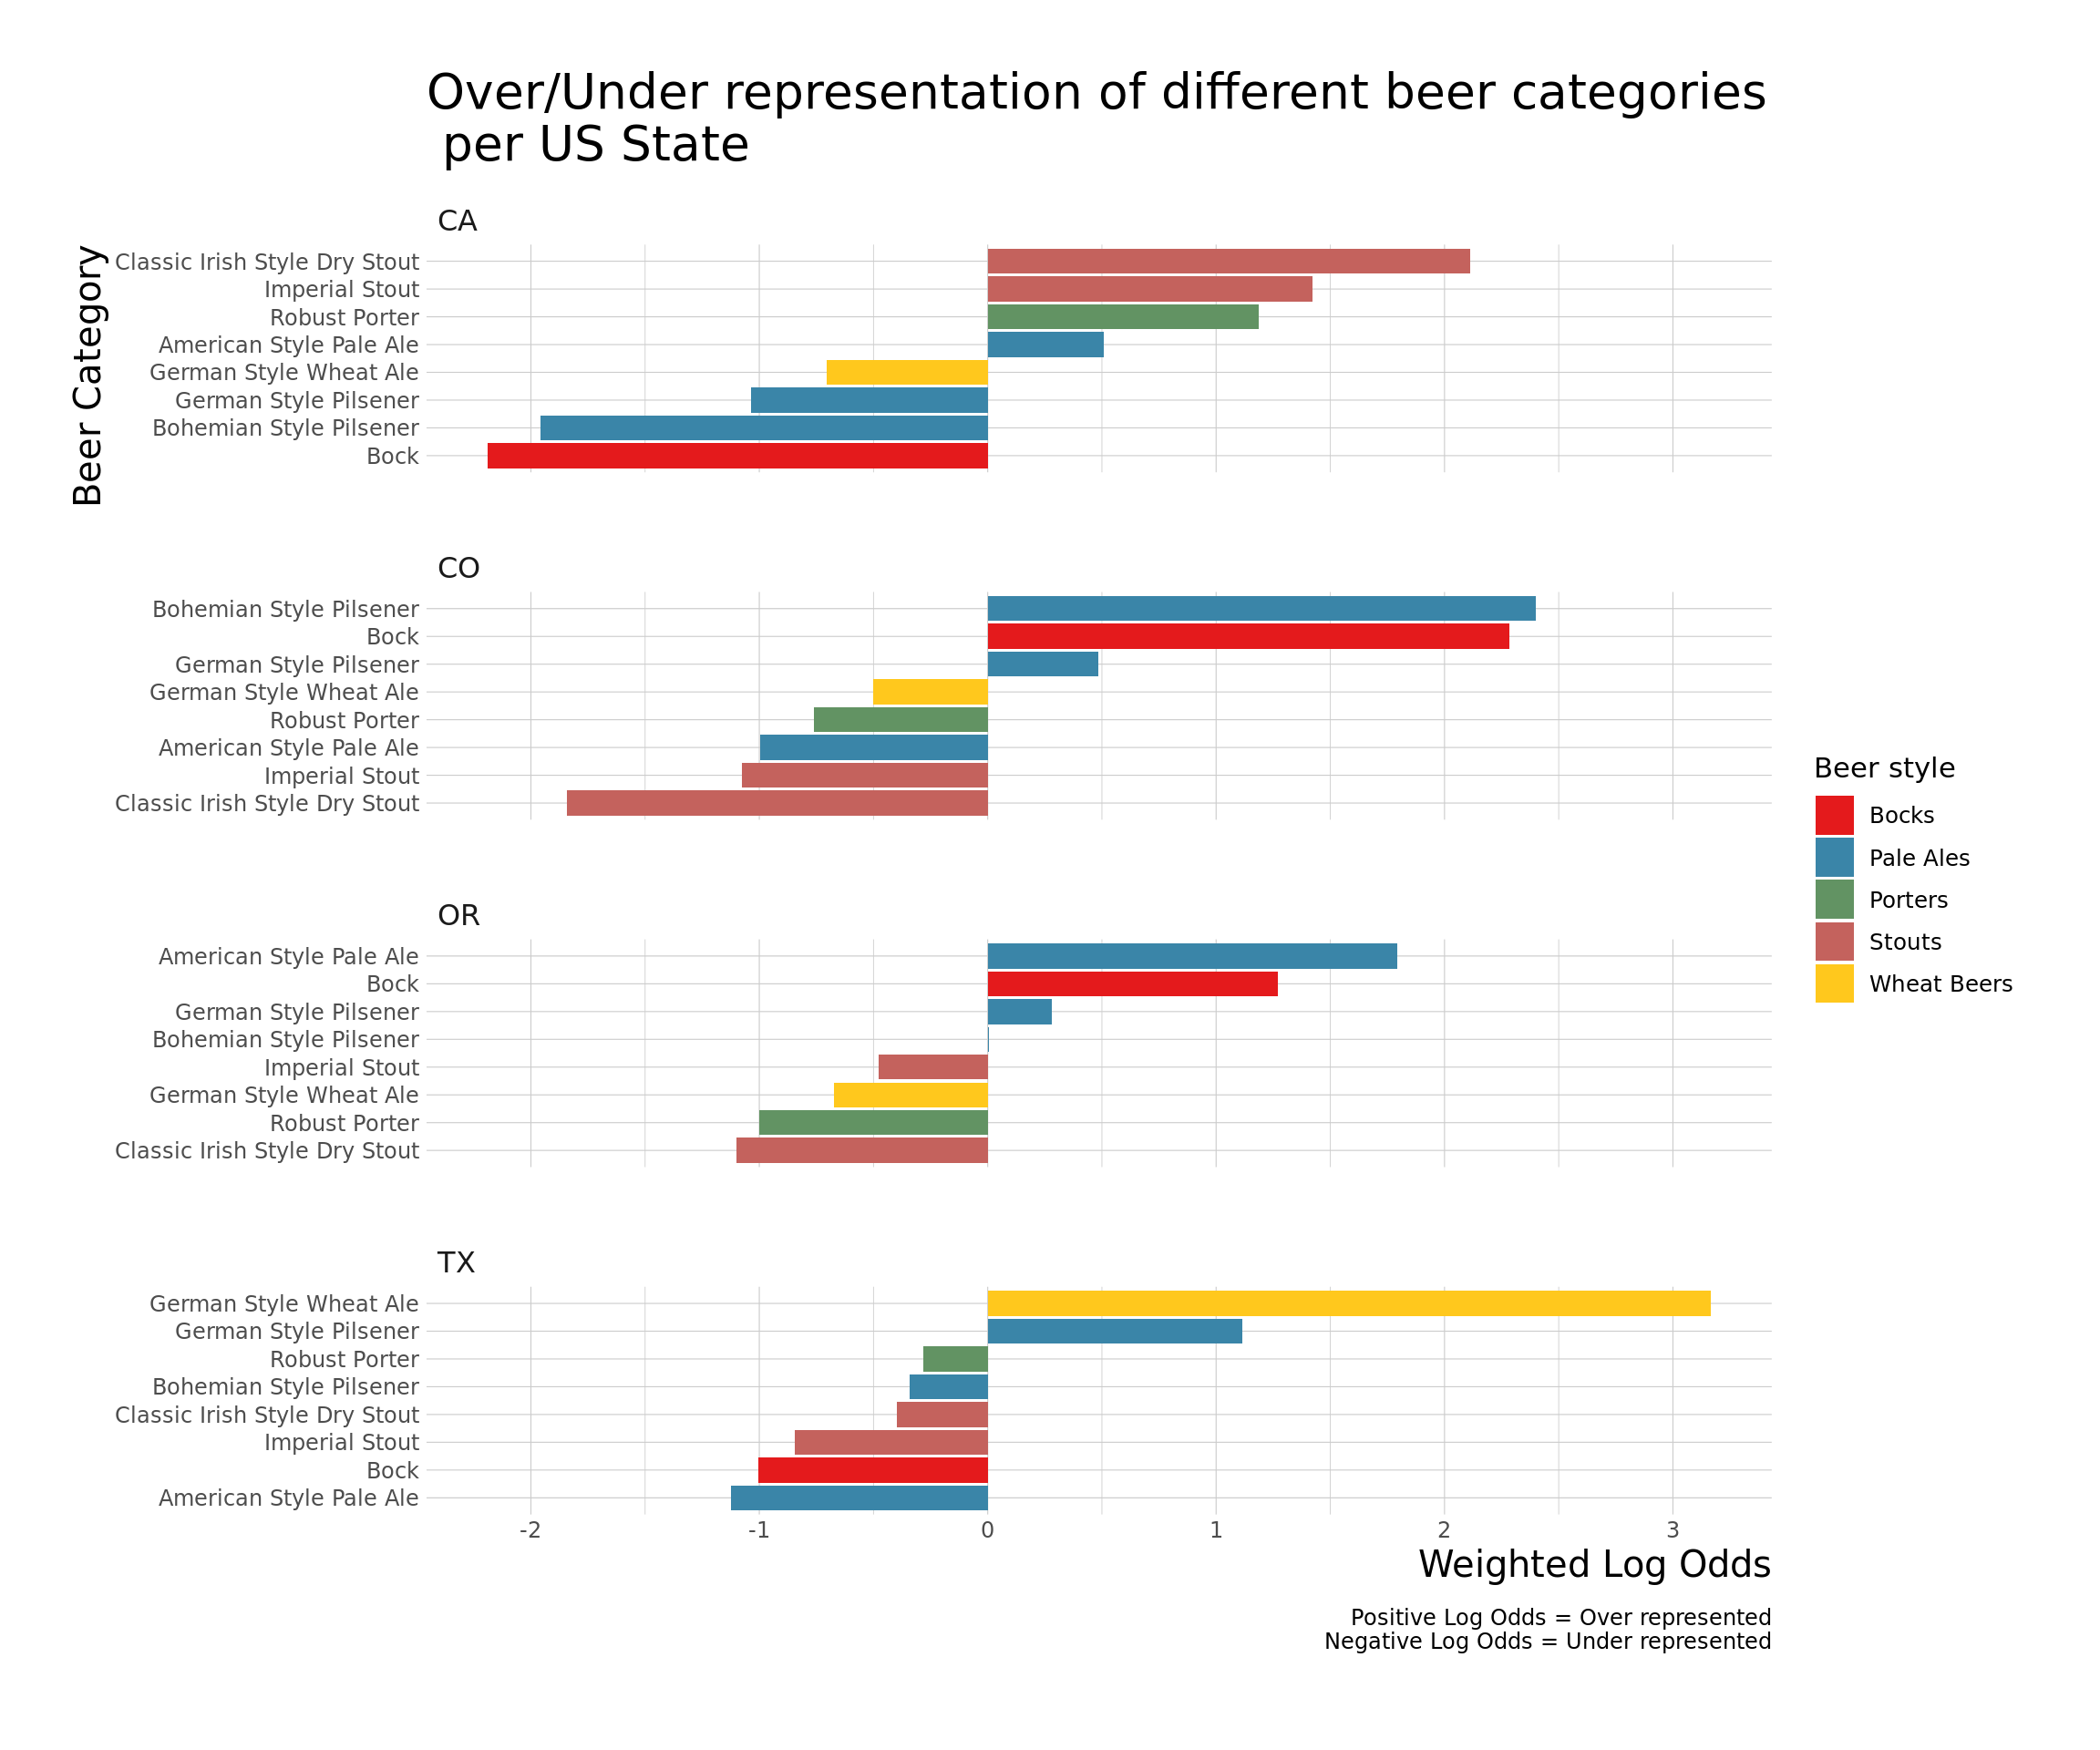 Over/Under representation of different beer categories
per US State
Beer Category
CA
Classic Irish Style Dry Stout
Imperial Stout
Robust Porter
American Style Pale Ale
German Style Wheat Ale
German Style Pilsener
Bohemian Style Pilsener
Bock
CO
Bohemian Style Pilsener
Bock
German Style Pilsener
German Style Wheat Ale
Robust Porter
American Style Pale Ale
Imperial Stout
Classic Irish Style Dry Stout
OR
American Style Pale Ale
Bock
German Style Pilsener
Bohemian Style Pilsener
Imperial Stout
German Style Wheat Ale
Robust Porter
Classic Irish Style Dry Stout
TX
German Style Wheat Ale
German Style Pilsener
Robust Porter
Bohemian Style Pilsener
Classic Irish Style Dry Stout
Imperial Stout
Bock
American Style Pale Ale
-2 -1 0 1 2 3
Weighted Log Odds
Positive Log Odds = Over represented
Negative Log Odds = Under represented
Beer style
Bocks
Pale Ales
Porters
Stouts
Wheat Beers